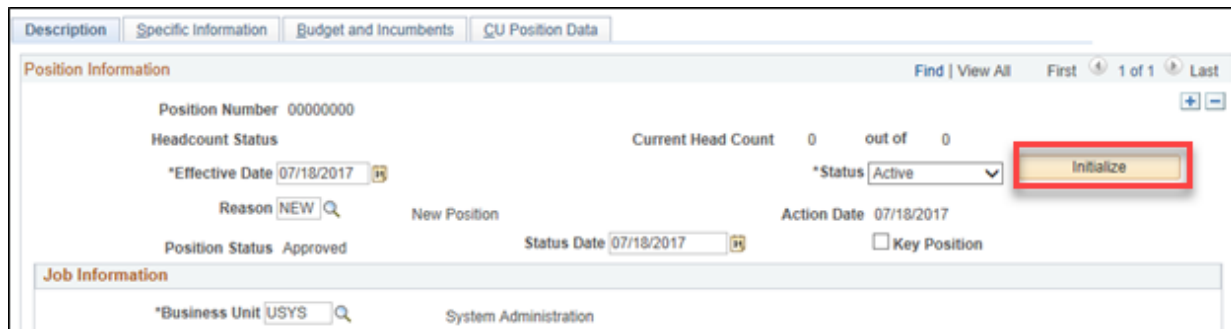 Description Specific Information Budget and Incumbents CU Position Data
Position Information Find | View All First 1 of 1 Last
Position Number 00000000
Headcount Status Current Head Count 0 out of 0
*Effective Date 07/18/2017 *Status Active Initialize
Reason NEW New Position Action Date 07/18/2017
Position Status Approved Status Date 07/18/2017 Key Position
Job Information
*Business Unit USYS System Administration